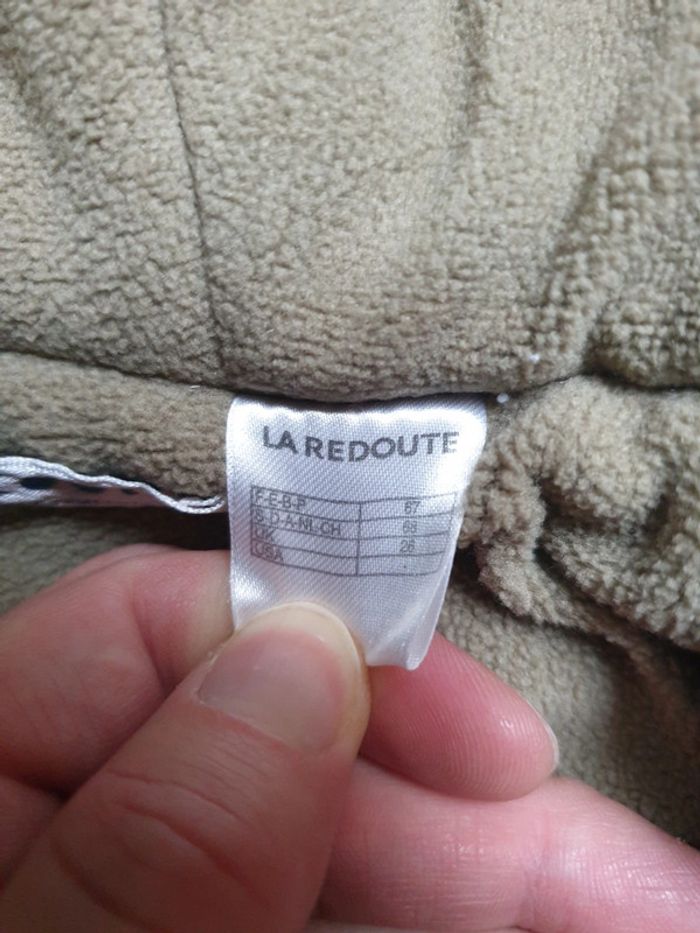 LA REDOUTE
F-E-B-P 67
S-D-A-NL-CH 68
UK 26
USA -